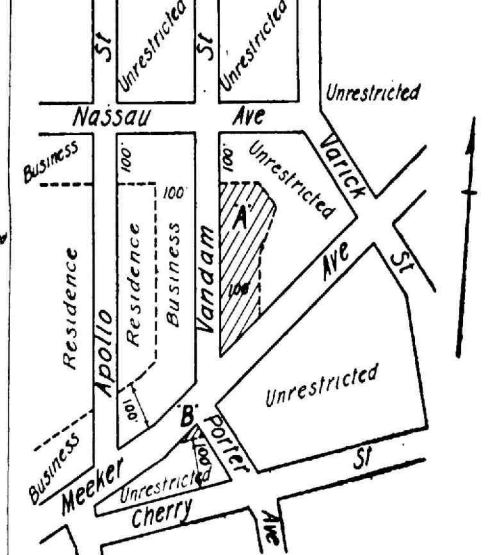 St
Unrestricted
St
Unrestricted
Unrestricted
Nassau Ave
Business
100'
100'
Unrestricted
Varick
100'
"A"
Residence
Residence
Business
Vandam
Ave
St
100'
Apollo
Unrestricted
100'
"B"
Porter
Business
100'
St
Meeker
Unrestricted
Cherry
Ave